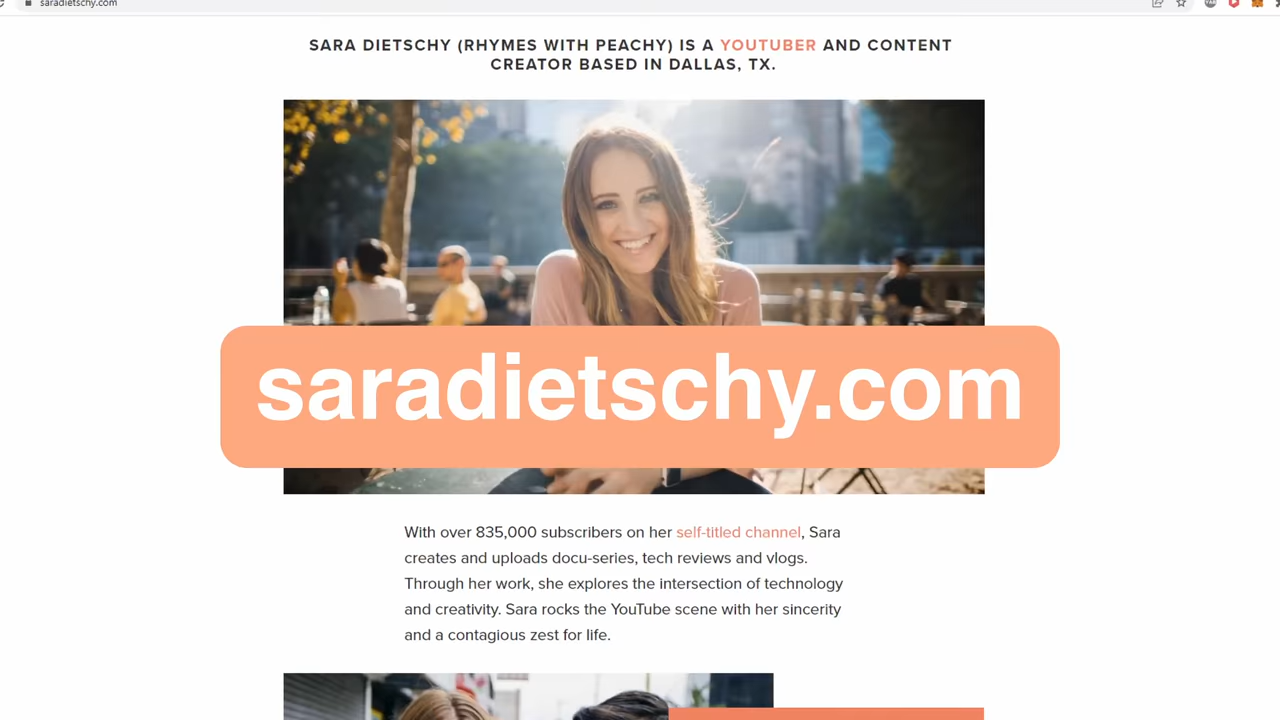 saradietschy.com
SARA DIETSCHY (RHYMES WITH PEACHY) IS A YOUTUBER AND CONTENT
CREATOR BASED IN DALLAS, TX.
saradietschy.com
With over 835,000 subscribers on her self-titled channel, Sara
creates and uploads docu-series, tech reviews and vlogs.
Through her work, she explores the intersection of technology
and creativity. Sara rocks the YouTube scene with her sincerity
and a contagious zest for life.